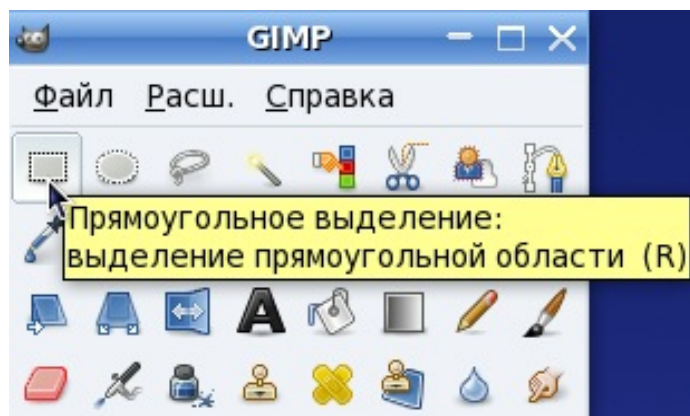 GIMP
Файл Расш. Справка
Прямоугольное выделение:
выделение прямоугольной области (R)